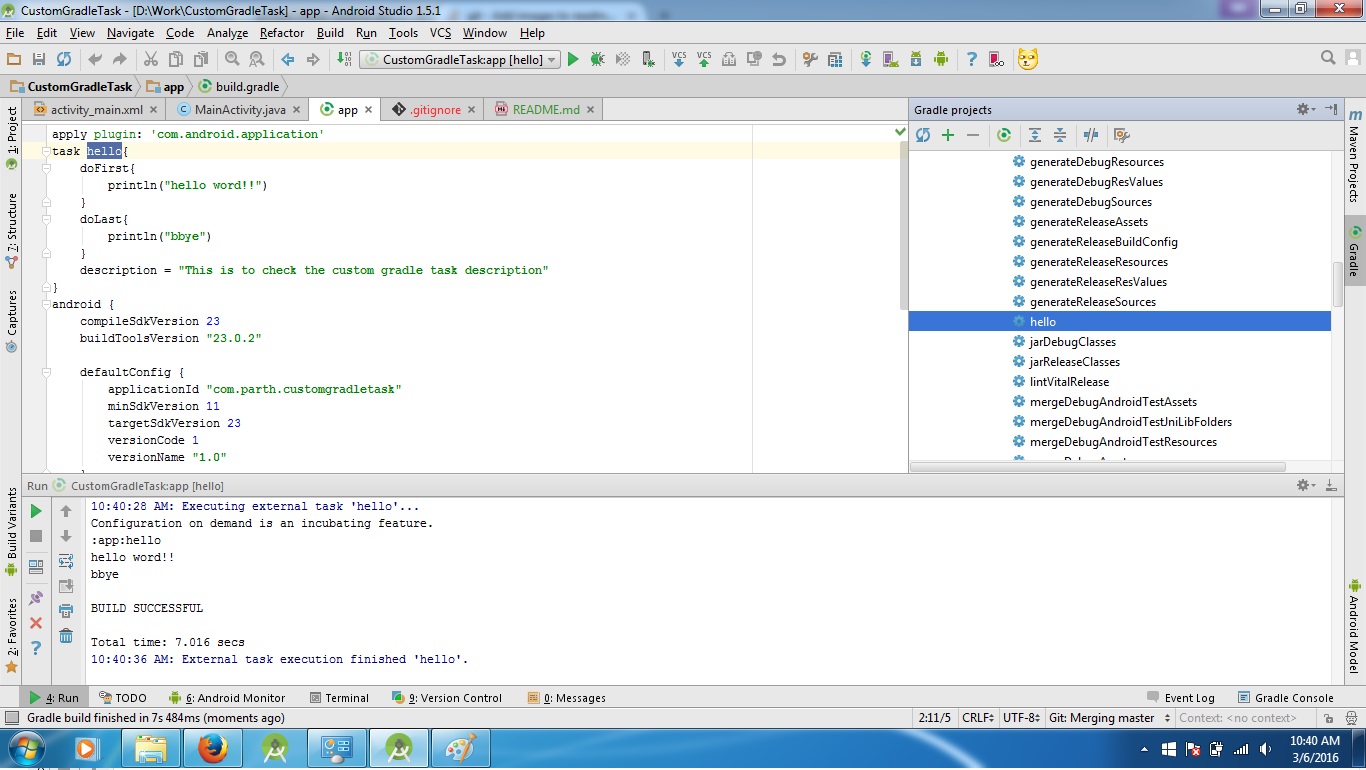 CustomGradleTask - [D:\Work\CustomGradleTask] - app - Android Studio 1.5.1
File Edit View Navigate Code Analyze Refactor Build Run Tools VCS Window Help
CustomGradleTask:app [hello]
VCS VCS
CustomGradleTask app build.gradle
activity_main.xml MainActivity.java app .gitignore README.md
1: Project
7: Structure
Captures
Build Variants
2: Favorites
apply plugin: 'com.android.application'
task hello{
doFirst{
println("hello word!!")
}
doLast{
println("bbye")
}
description = "This is to check the custom gradle task description"
}
android {
compileSdkVersion 23
buildToolsVersion "23.0.2"
defaultConfig {
applicationId "com.parth.customgradletask"
minSdkVersion 11
targetSdkVersion 23
versionCode 1
versionName "1.0"
Gradle projects
generateDebugResources
generateDebugResValues
generateDebugSources
generateReleaseAssets
generateReleaseBuildConfig
generateReleaseResources
generateReleaseResValues
generateReleaseSources
hello
jarDebugClasses
jarReleaseClasses
lintVitalRelease
mergeDebugAndroidTestAssets
mergeDebugAndroidTestJniLibFolders
mergeDebugAndroidTestResources
Maven Projects
Gradle
Android Model
Run CustomGradleTask:app [hello]
10:40:28 AM: Executing external task 'hello'...
Configuration on demand is an incubating feature.
:app:hello
hello word!!
bbye
BUILD SUCCESSFUL
Total time: 7.016 secs
10:40:36 AM: External task execution finished 'hello'.
4: Run TODO 6: Android Monitor Terminal 9: Version Control 0: Messages Event Log Gradle Console
Gradle build finished in 7s 484ms (moments ago) 2:11/5 CRLF UTF-8 Git: Merging master Context: <no context>
10:40 AM
3/6/2016